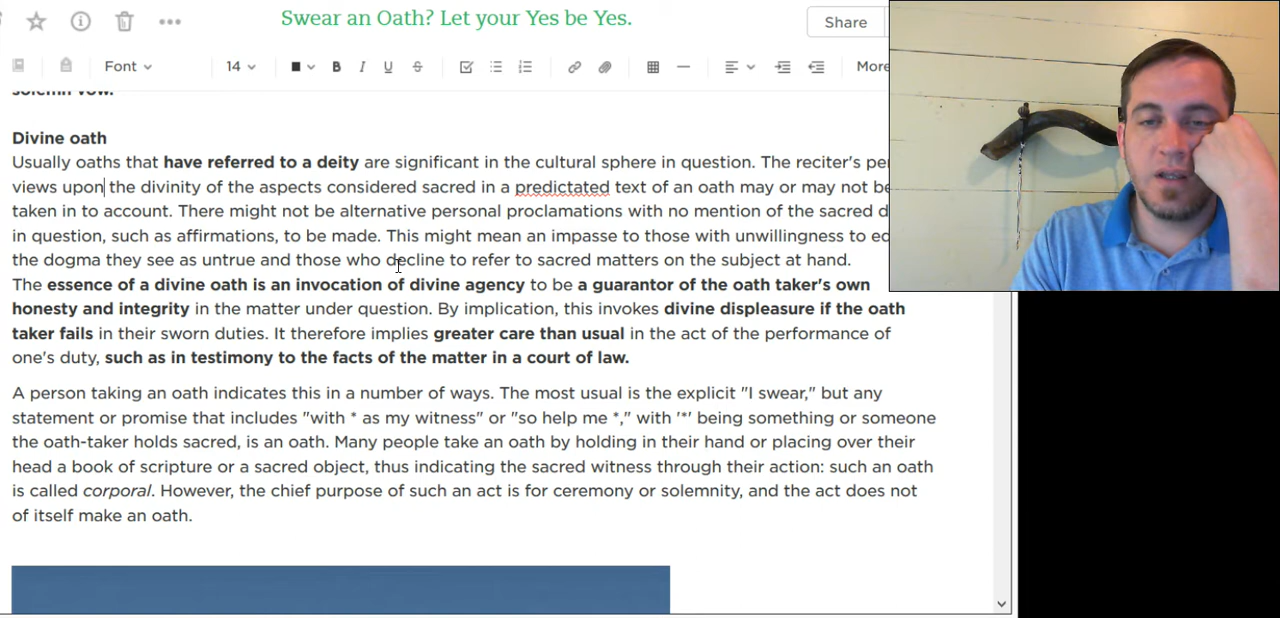 Swear an Oath? Let your Yes be Yes.
Share
Font
14
B I U S
More
solemn vow.
Divine oath
Usually oaths that have referred to a deity are significant in the cultural sphere in question. The reciter's per
views upon the divinity of the aspects considered sacred in a predictated text of an oath may or may not be
taken in to account. There might not be alternative personal proclamations with no mention of the sacred d
in question, such as affirmations, to be made. This might mean an impasse to those with unwillingness to ed
the dogma they see as untrue and those who decline to refer to sacred matters on the subject at hand.
The essence of a divine oath is an invocation of divine agency to be a guarantor of the oath taker's own
honesty and integrity in the matter under question. By implication, this invokes divine displeasure if the oath
taker fails in their sworn duties. It therefore implies greater care than usual in the act of the performance of
one's duty, such as in testimony to the facts of the matter in a court of law.
A person taking an oath indicates this in a number of ways. The most usual is the explicit "I swear," but any
statement or promise that includes "with * as my witness" or "so help me *," with '*' being something or someone
the oath-taker holds sacred, is an oath. Many people take an oath by holding in their hand or placing over their
head a book of scripture or a sacred object, thus indicating the sacred witness through their action: such an oath
is called corporal. However, the chief purpose of such an act is for ceremony or solemnity, and the act does not
of itself make an oath.